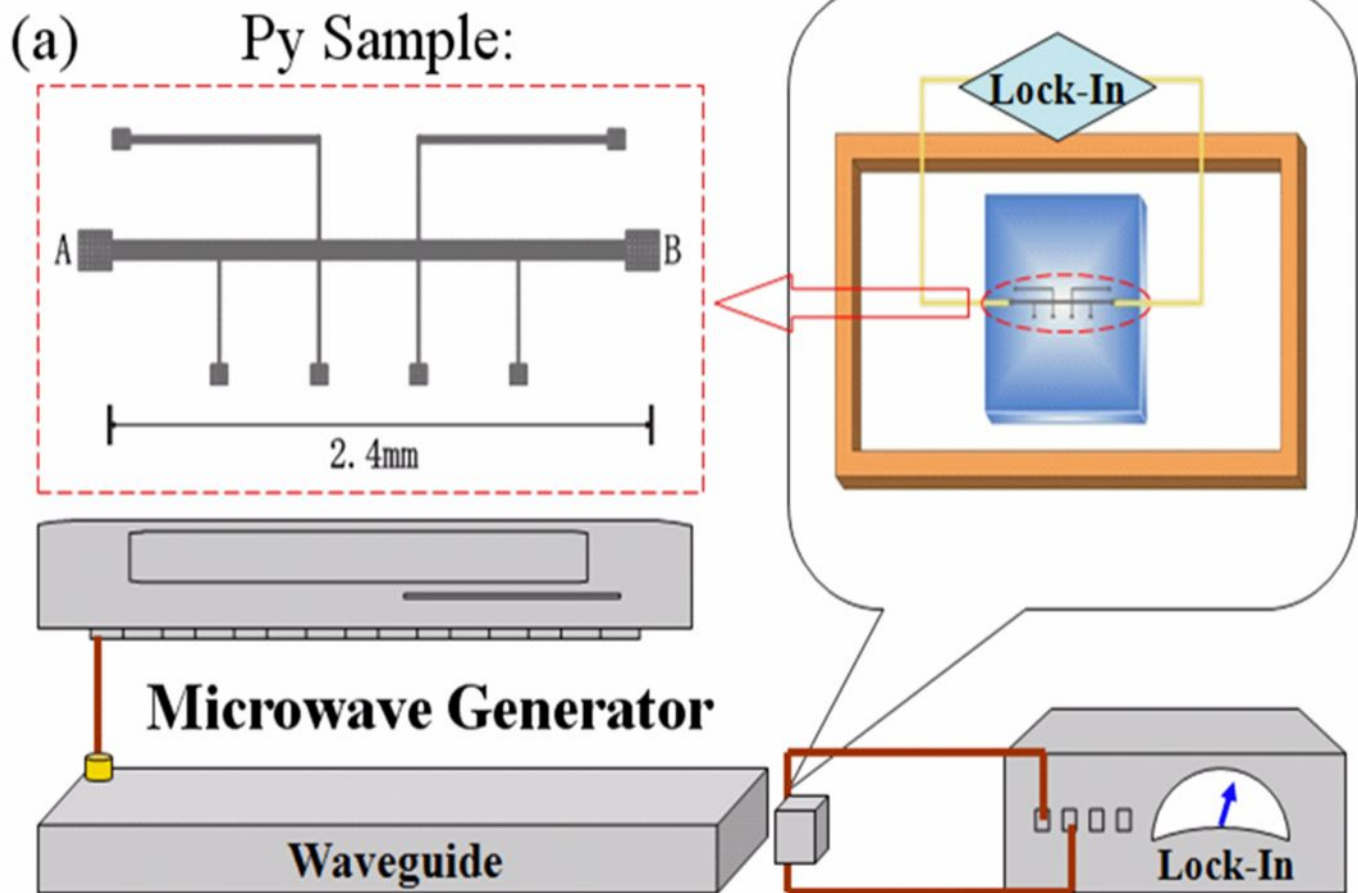 (a) Py Sample:
Lock-In
A
B
2.4mm
Microwave Generator
Waveguide
Lock-In